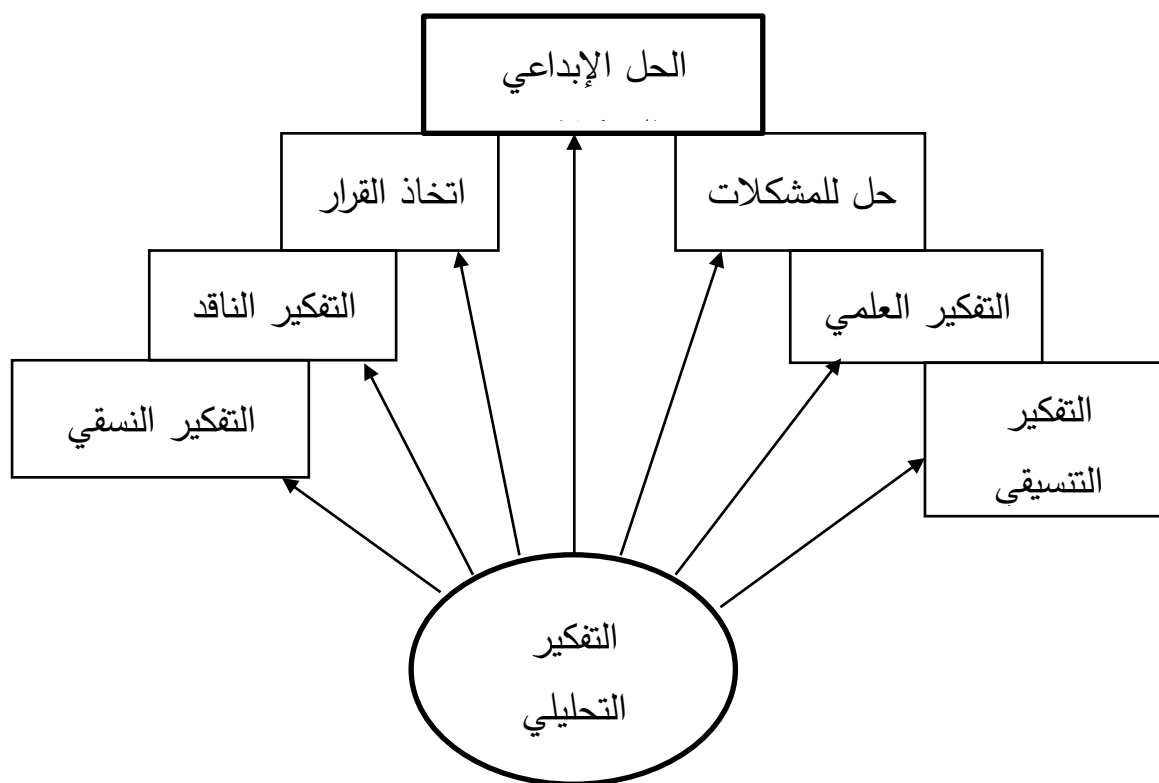 الحل الإبداعي
حل للمشكلات
اتخاذ القرار
التفكير العلمي
التفكير الناقد
التفكير
التنسيقي
التفكير النسقي
التفكير
التحليلي